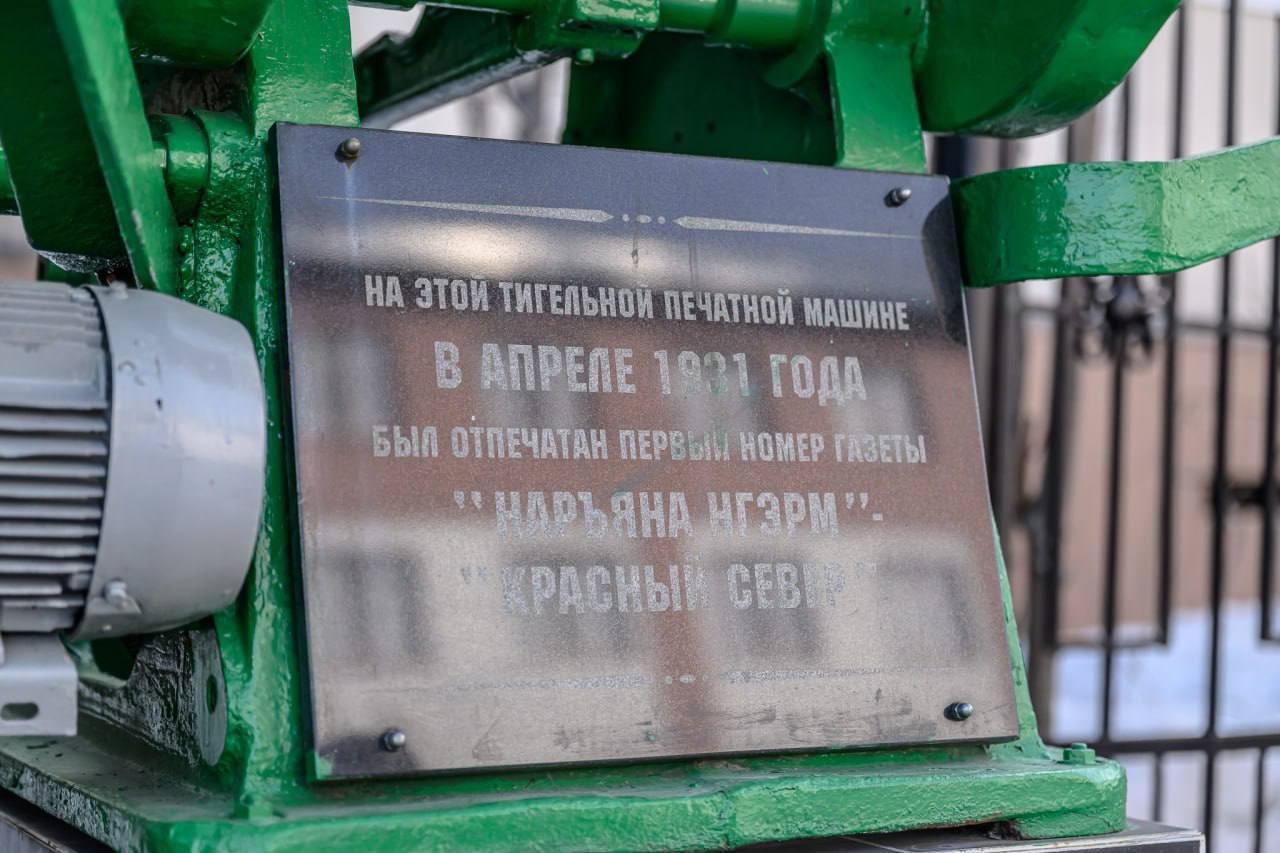 НА ЭТОЙ ТИГЕЛЬНОЙ ПЕЧАТНОЙ МАШИНЕ
В АПРЕЛЕ 1931 ГОДА
БЫЛ ОТПЕЧАТАН ПЕРВЫЙ НОМЕР ГАЗЕТЫ
"НАРЪЯНА НГЭРМ"-
"КРАСНЫЙ СЕВЕР"